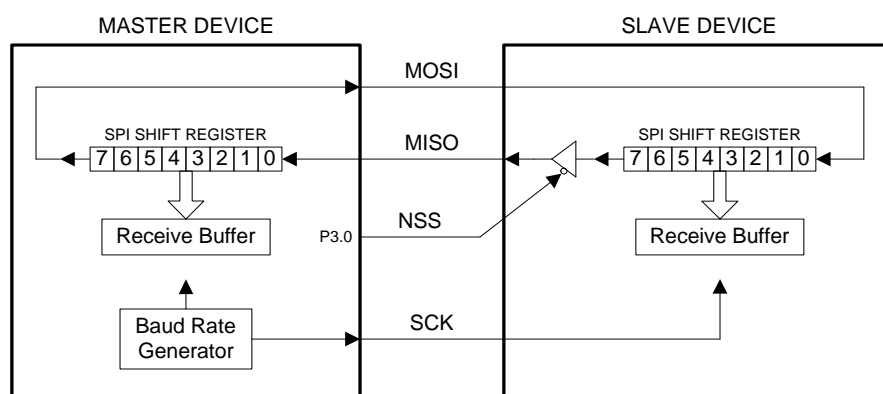 MASTER DEVICE
SLAVE DEVICE
MOSI
SPI SHIFT REGISTER
7 6 5 4 3 2 1 0
MISO
SPI SHIFT REGISTER
7 6 5 4 3 2 1 0
Receive Buffer
P3.0
NSS
Receive Buffer
Baud Rate
Generator
SCK